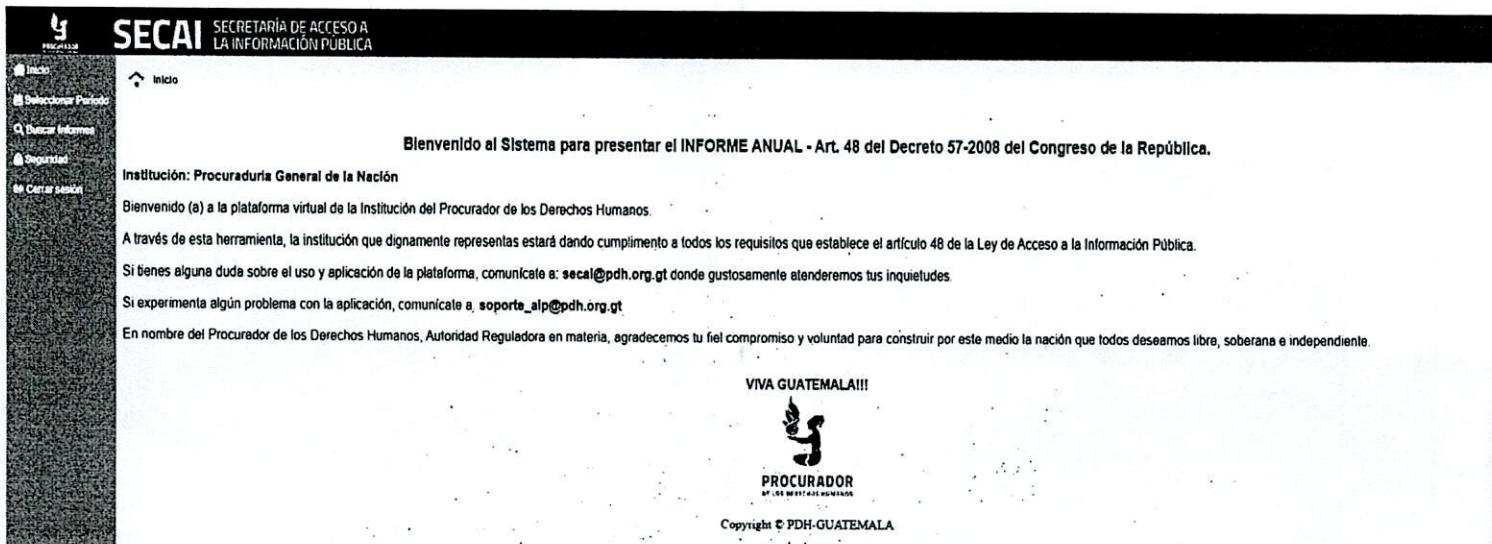 PROCURADOR
SECAI SECRETARÍA DE ACCESO A
LA INFORMACIÓN PÚBLICA
Inicio
Seleccionar Periodo
Buscar Informes
Seguridad
Cerrar sesión
Inicio
Bienvenido al Sistema para presentar el INFORME ANUAL - Art. 48 del Decreto 57-2008 del Congreso de la República.
Institución: Procuraduría General de la Nación
Bienvenido (a) a la plataforma virtual de la Institución del Procurador de los Derechos Humanos.
A través de esta herramienta, la institución que dignamente representas estará dando cumplimento a todos los requisitos que establece el artículo 48 de la Ley de Acceso a la Información Pública.
Si tienes alguna duda sobre el uso y aplicación de la plataforma, comunícate a: secai@pdh.org.gt donde gustosamente atenderemos tus inquietudes.
Si experimenta algún problema con la aplicación, comunícate a, soporte_aip@pdh.org.gt
En nombre del Procurador de los Derechos Humanos, Autoridad Reguladora en materia, agradecemos tu fiel compromiso y voluntad para construir por este medio la nación que todos deseamos libre, soberana e independiente.
VIVA GUATEMALA!!!
PROCURADOR
DE LOS DERECHOS HUMANOS
Copyright © PDH-GUATEMALA